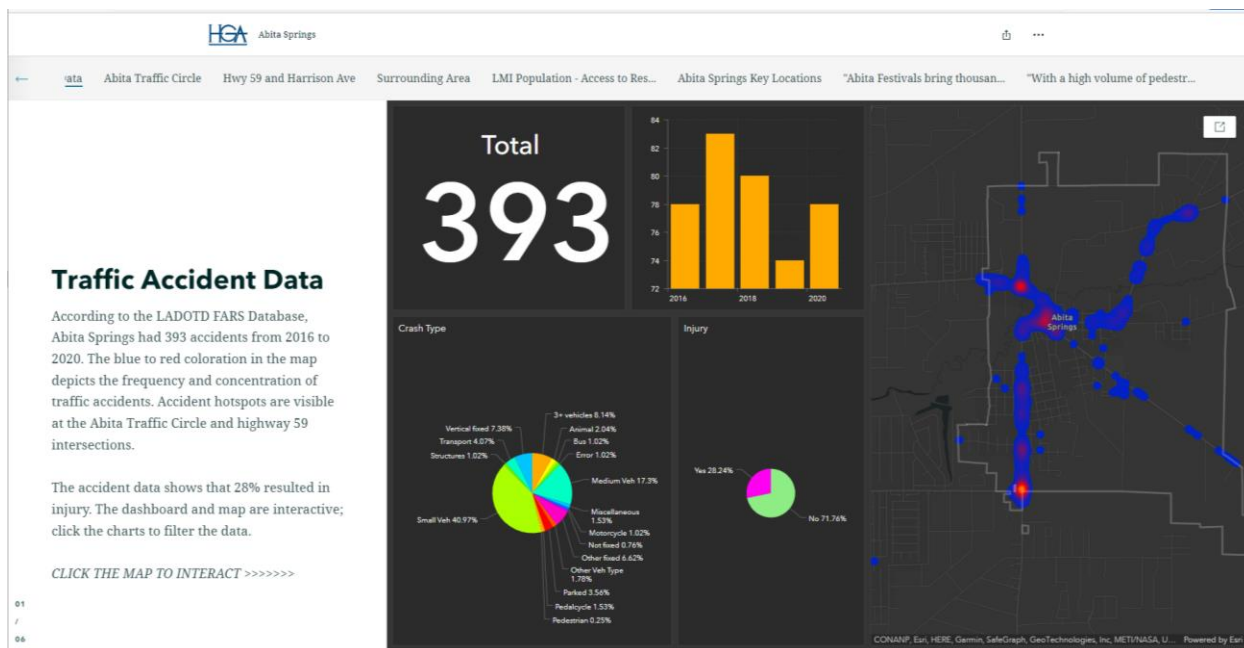 HGA Abita Springs
ata
Abita Traffic Circle
Hwy 59 and Harrison Ave
Surrounding Area
LMI Population - Access to Res...
Abita Springs Key Locations
"Abita Festivals bring thousan...
"With a high volume of pedestr...
Traffic Accident Data
According to the LADOTD FARS Database,
Abita Springs had 393 accidents from 2016 to
2020. The blue to red coloration in the map
depicts the frequency and concentration of
traffic accidents. Accident hotspots are visible
at the Abita Traffic Circle and highway 59
intersections.
The accident data shows that 28% resulted in
injury. The dashboard and map are interactive;
click the charts to filter the data.
CLICK THE MAP TO INTERACT >>>>>>>
01
/
06
Total
393
84
82
80
78
76
74
72
2016
2018
2020
Crash Type
3+ vehicles 8.14%
Animal 2.04%
Bus 1.02%
Error 1.02%
Medium Veh 17.3%
Miscellaneous
1.53%
Motorcycle 1.02%
Not fixed 0.76%
Other fixed 6.62%
Other Veh Type
1.78%
Parked 3.56%
Pedalcycle 1.53%
Pedestrian 0.25%
Small Veh 40.97%
Structures 1.02%
Transport 4.07%
Vertical fixed 7.38%
Injury
Yes 28.24%
No 71.76%
Abita
Springs
CONANP, Esri, HERE, Garmin, SafeGraph, GeoTechnologies, Inc, METI/NASA, U... Powered by Esri